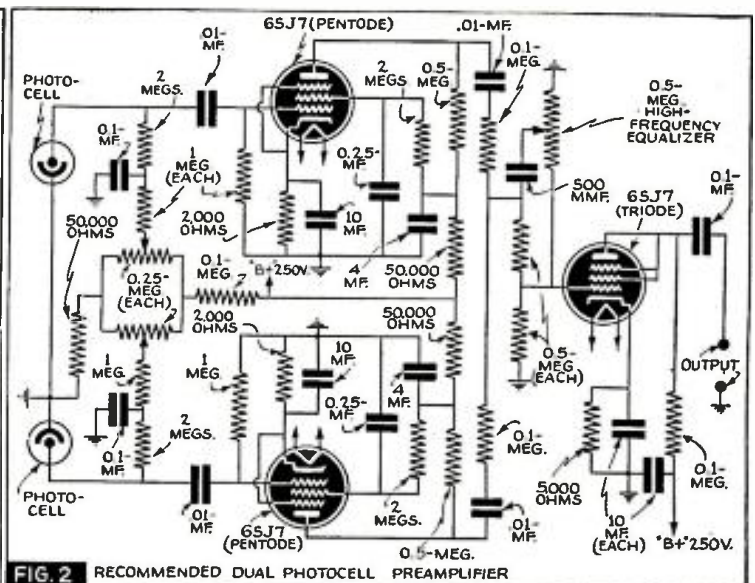 PHOTO-
CELL
.01-
MF.
2
MEGS.
6SJ7 (PENTODE)
.01-MF.
0.1-
MEG.
2
MEGS.
0.5-
MEG.
0.5-
MEG.
HIGH-
FREQUENCY
EQUALIZER
0.1-
MF.
1
MEG
(EACH)
0.25-
MF.
500
MMF.
6SJ7
(TRIODE)
0.1-
MF.
50,000
OHMS
2,000
OHMS
10
MF.
0.25-
MEG
(EACH)
0.1-
MEG.
"B+"250V.
4
MF.
50,000
OHMS
2,000
OHMS
50,000
OHMS
1
MEG.
1
MEG.
10
MF.
4
MF.
0.5-
MEG
(EACH)
OUTPUT
0.25-
MF.
0.1-
MF.
2
MEGS.
0.1-
MEG.
5,000
OHMS
0.1-
MEG.
PHOTO-
CELL
.01-
MF.
6SJ7
(PENTODE)
2
MEGS.
0.5-MEG.
.01-
MF.
10
MF.
(EACH)
"B+"250V.
FIG. 2 RECOMMENDED DUAL PHOTOCELL PREAMPLIFIER